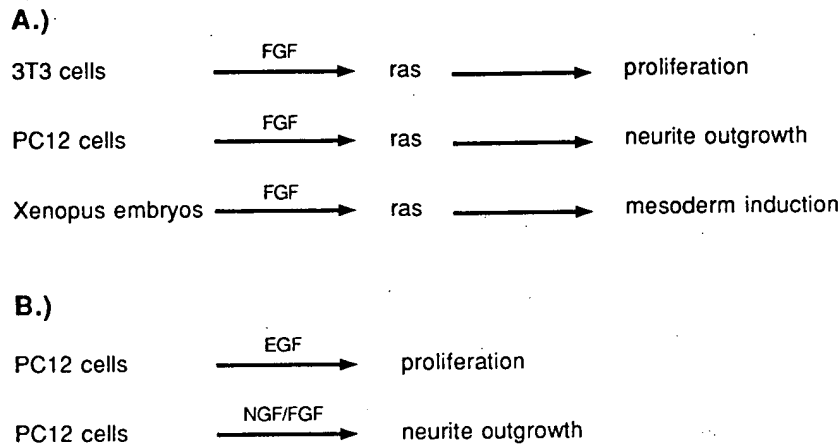 A.)
FGF
3T3 cells ras proliferation
FGF
PC12 cells ras neurite outgrowth
FGF
Xenopus embryos ras mesoderm induction
B.)
EGF
PC12 cells proliferation
NGF/FGF
PC12 cells neurite outgrowth